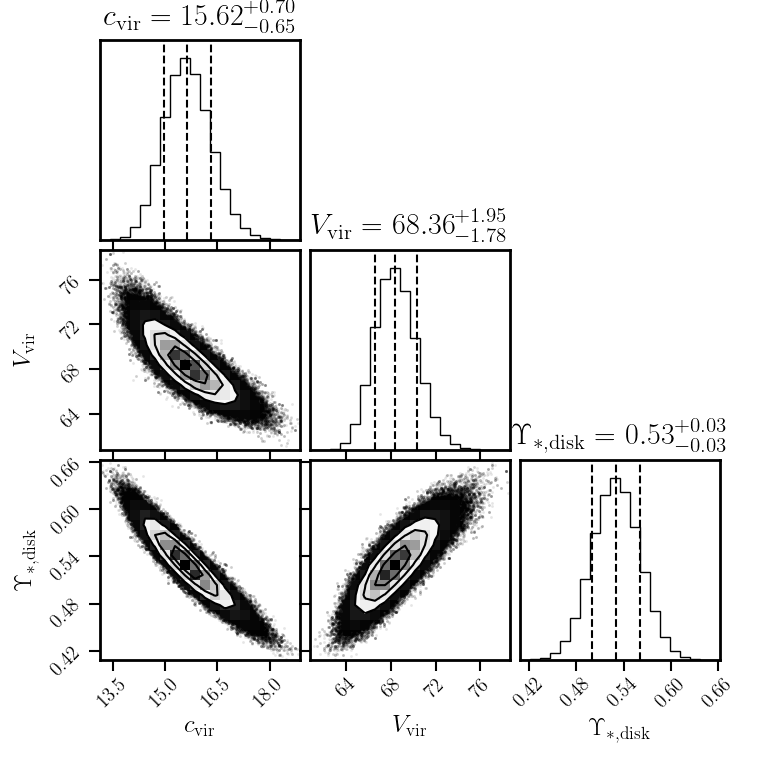 c_vir = 15.62 +0.70 −0.65
V_vir = 68.36 +1.95 −1.78
76
72
68
64
V_vir
ϒ_*,disk = 0.53 +0.03 −0.03
0.66
0.60
0.54
0.48
0.42
ϒ_*,disk
13.5 15.0 16.5 18.0
c_vir
64 68 72 76
V_vir
0.42 0.48 0.54 0.60 0.66
ϒ_*,disk